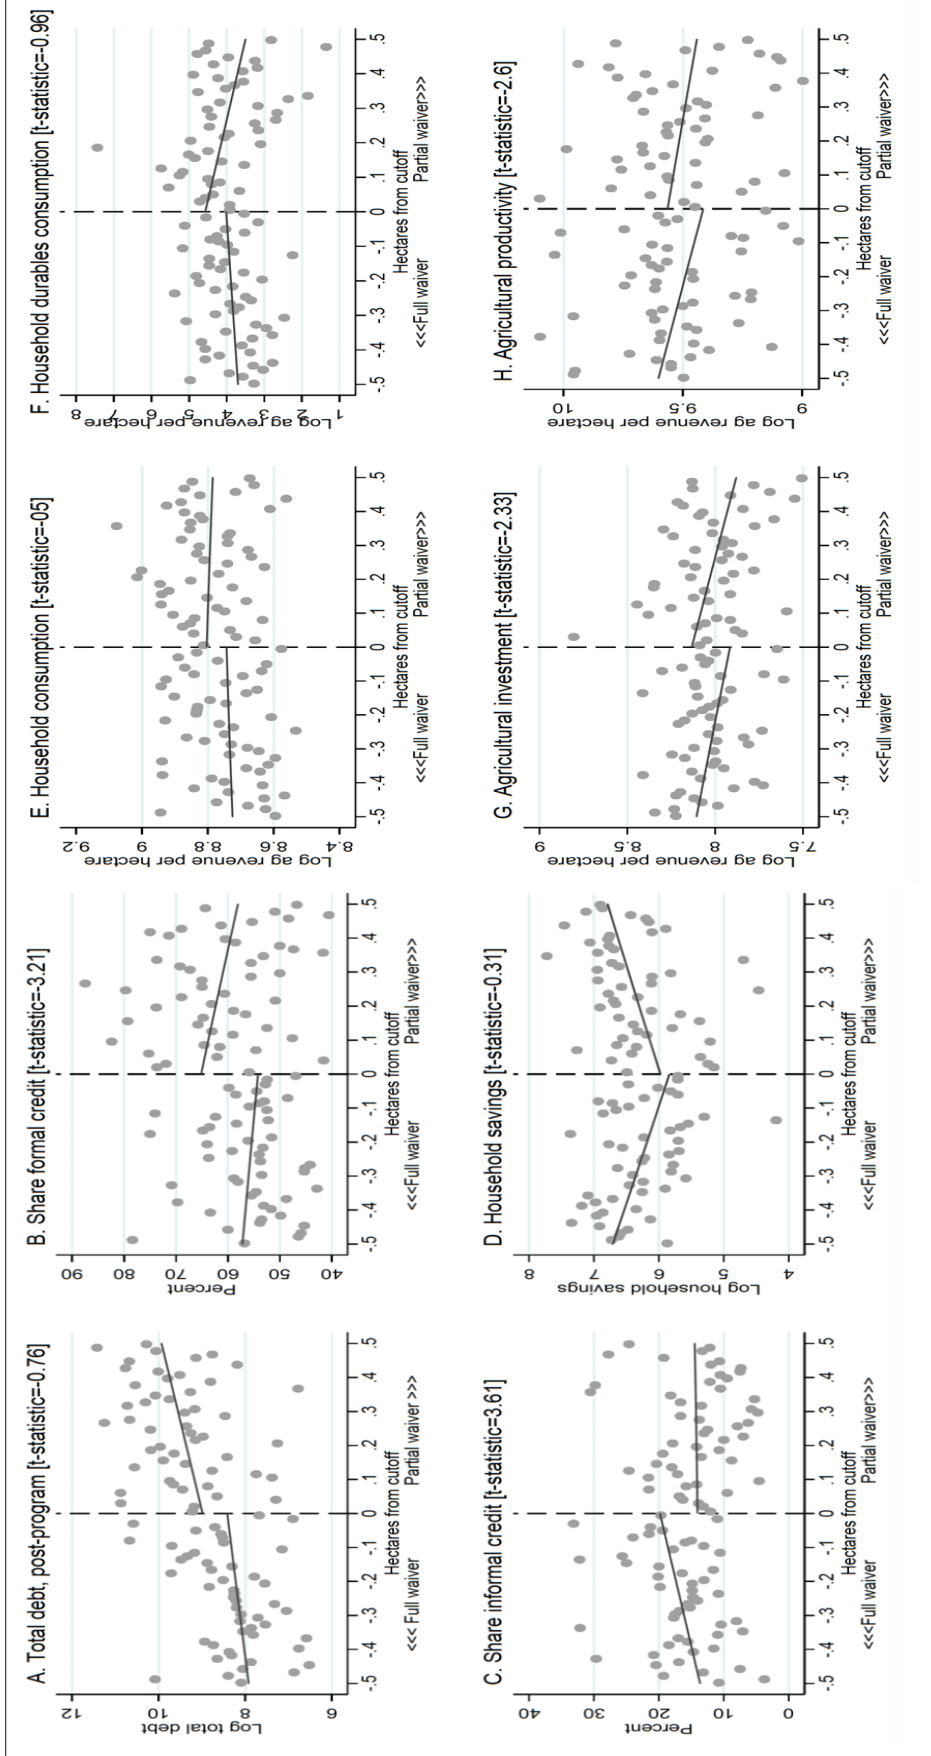 A. Total debt, post-program [t-statistic=-0.76]
Log total debt
12
10
8
6
-.5 -.4 -.3 -.2 -.1 0 .1 .2 .3 .4 .5
Hectares from cutoff
<<< Full waiver Partial waiver >>>
B. Share formal credit [t-statistic=-3.21]
Percent
90
80
70
60
50
40
-.5 -.4 -.3 -.2 -.1 0 .1 .2 .3 .4 .5
Hectares from cutoff
<<<Full waiver Partial waiver>>>
E. Household consumption [t-statistic=-05]
Log ag revenue per hectare
9.2
9
8.8
8.6
8.4
-.5 -.4 -.3 -.2 -.1 0 .1 .2 .3 .4 .5
Hectares from cutoff
<<<Full waiver Partial waiver>>>
F. Household durables consumption [t-statistic=-0.96]
Log ag revenue per hectare
8
7
6
5
4
3
2
1
-.5 -.4 -.3 -.2 -.1 0 .1 .2 .3 .4 .5
Hectares from cutoff
<<<Full waiver Partial waiver>>>
C. Share informal credit [t-statistic=3.61]
Percent
40
30
20
10
0
-.5 -.4 -.3 -.2 -.1 0 .1 .2 .3 .4 .5
Hectares from cutoff
<<<Full waiver Partial waiver>>>
D. Household savings [t-statistic=-0.31]
Log household savings
8
7
6
5
4
-.5 -.4 -.3 -.2 -.1 0 .1 .2 .3 .4 .5
Hectares from cutoff
<<<Full waiver Partial waiver>>>
G. Agricultural investment [t-statistic=-2.33]
Log ag revenue per hectare
9
8.5
8
7.5
-.5 -.4 -.3 -.2 -.1 0 .1 .2 .3 .4 .5
Hectares from cutoff
<<<Full waiver Partial waiver>>>
H. Agricultural productivity [t-statistic=-2.6]
Log ag revenue per hectare
10
9.5
9
-.5 -.4 -.3 -.2 -.1 0 .1 .2 .3 .4 .5
Hectares from cutoff
<<<Full waiver Partial waiver>>>